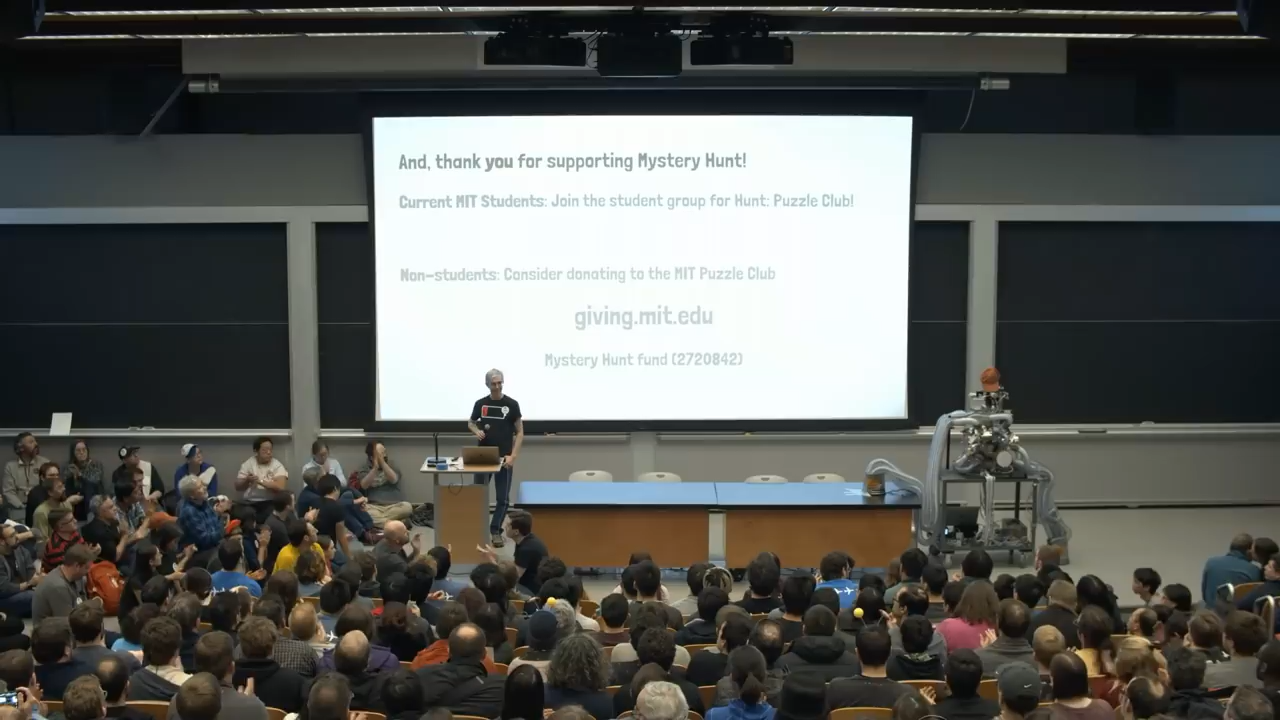 And, thank you for supporting Mystery Hunt!
Current MIT Students: Join the student group for Hunt: Puzzle Club!
Non-students: Consider donating to the MIT Puzzle Club
giving.mit.edu
Mystery Hunt fund (2720842)